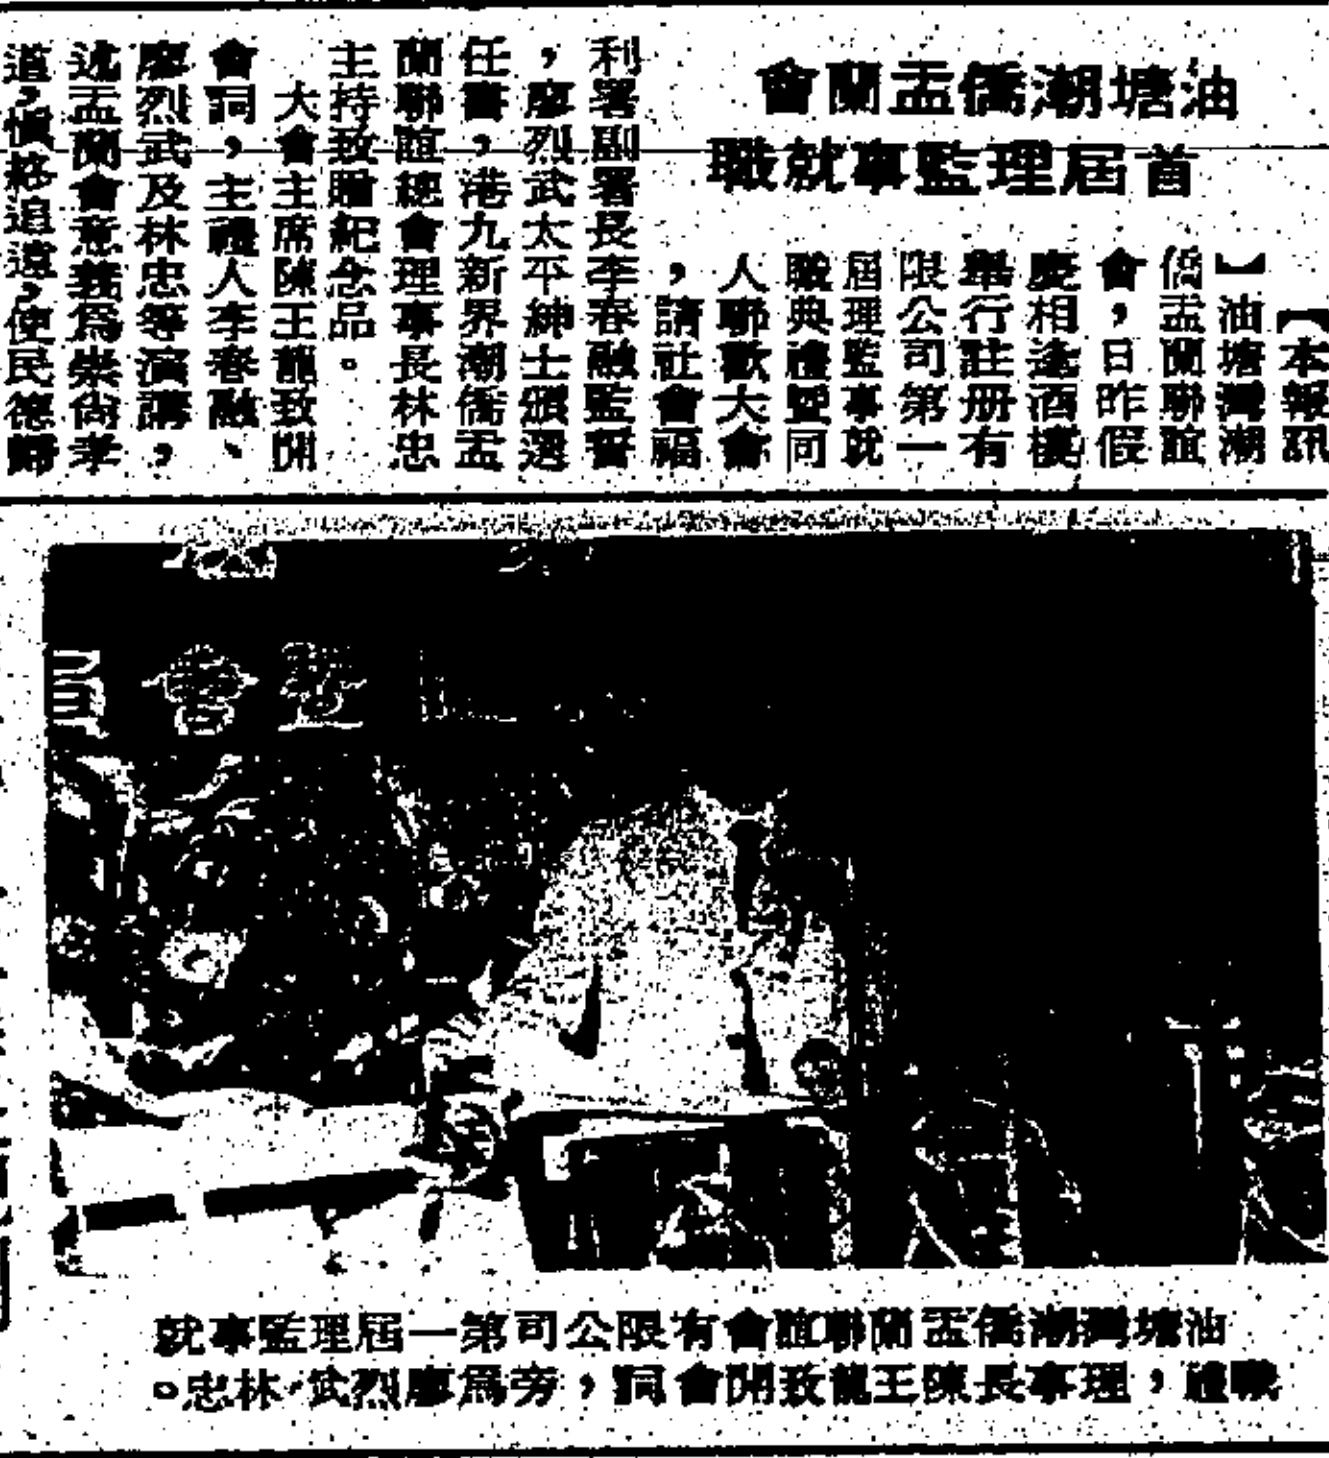 油塘潮僑盂蘭會
首屆理監事就職
【本報訊
】油塘灣潮
僑盂蘭聯誼
會，日昨假
慶相逢酒樓
舉行註册有
限公司第一
屆理監事就
職典禮暨同
人聯歡大會
，請社會福
利署副署長李春融監誓
，廖烈武太平紳士頒選
任書，港九新界潮僑盂
蘭聯誼總會理事長林忠
主持致贈紀念品。
大會主席陳王龍致開
會詞，主禮人李春融、
廖烈武及林忠等演講，
述盂蘭會意義爲崇尙孝
道，慎終追遠，使民德歸
會
油塘灣潮僑盂蘭聯誼會有限公司第一屆理監事就
職禮，理事長陳王龍致開會詞，旁爲廖烈武、林忠。